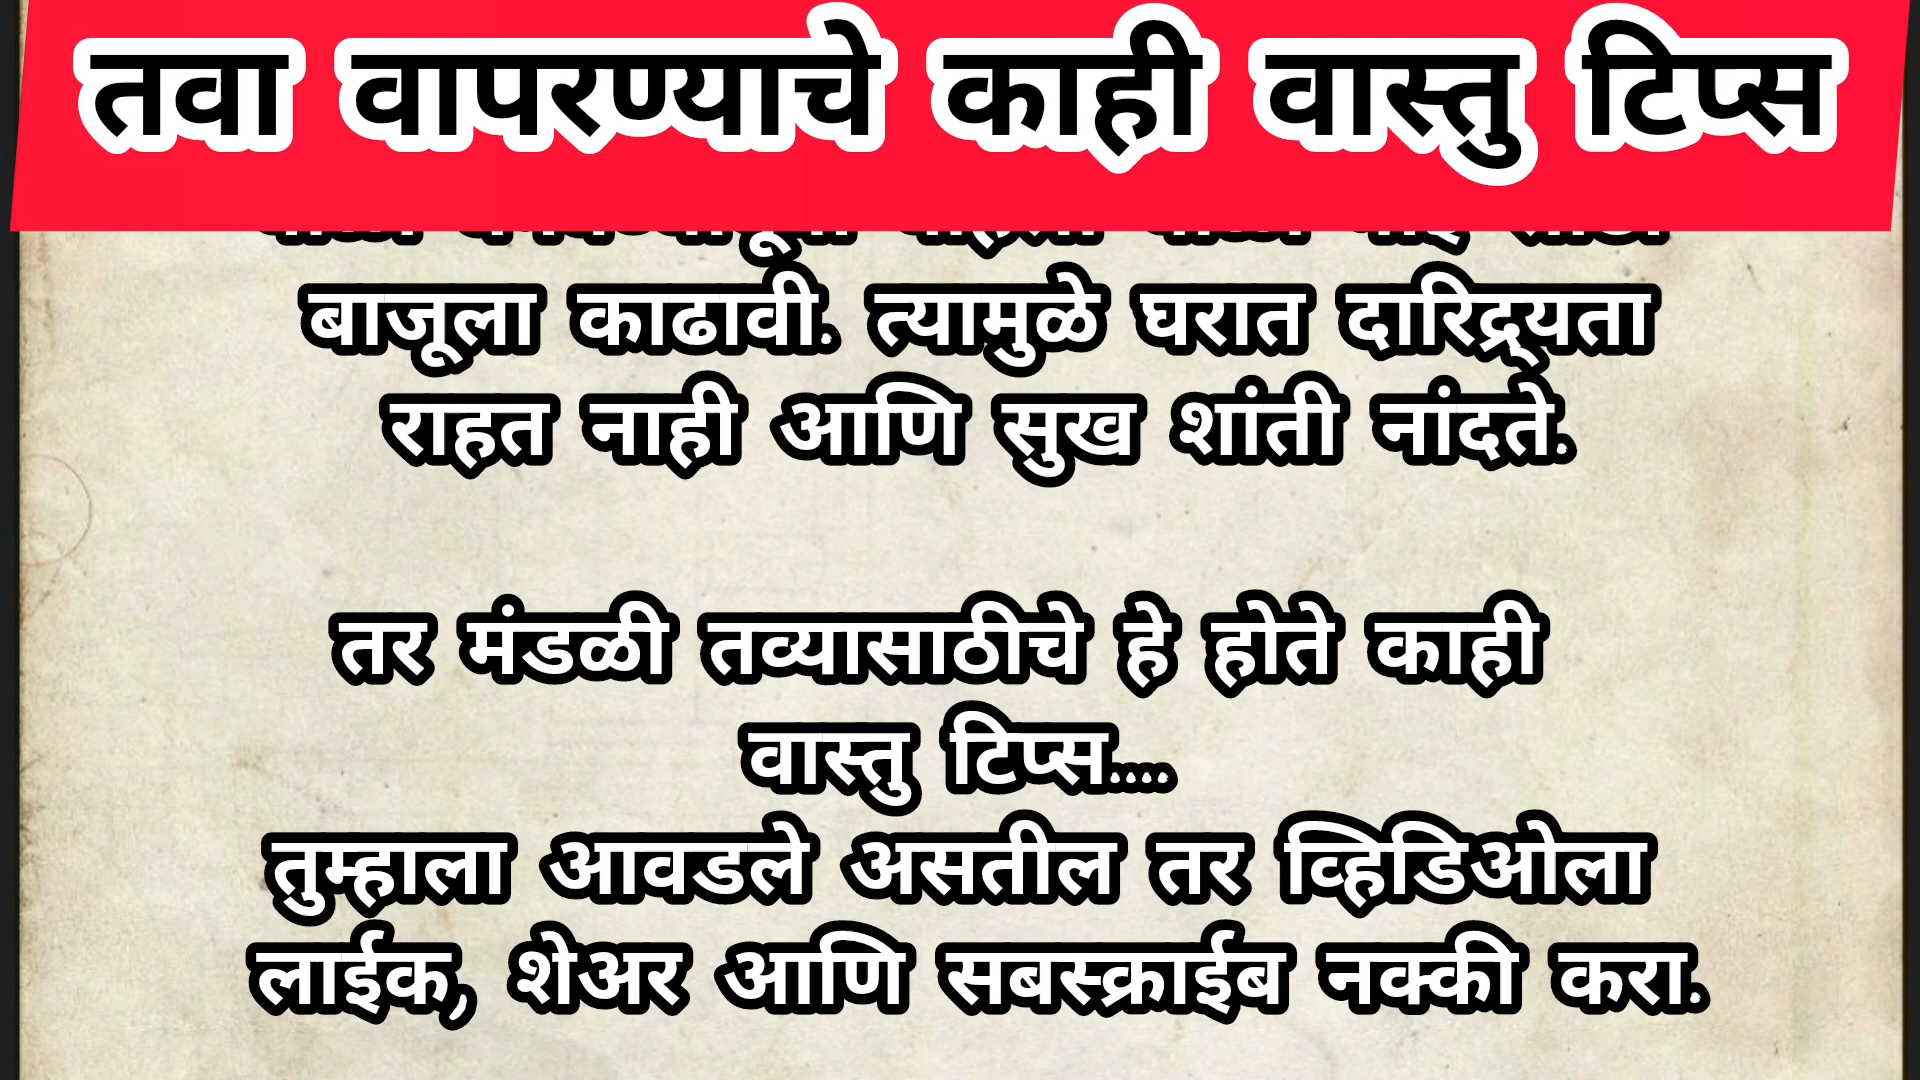 तवा वापरण्याचे काही वास्तु टिप्स
बाजूला काढावी. त्यामुळे घरात दारिद्र्यता
राहत नाही आणि सुख शांती नांदते.
तर मंडळी तव्यासाठीचे हे होते काही
वास्तु टिप्स....
तुम्हाला आवडले असतील तर व्हिडिओला
लाईक, शेअर आणि सबस्क्राईब नक्की करा.